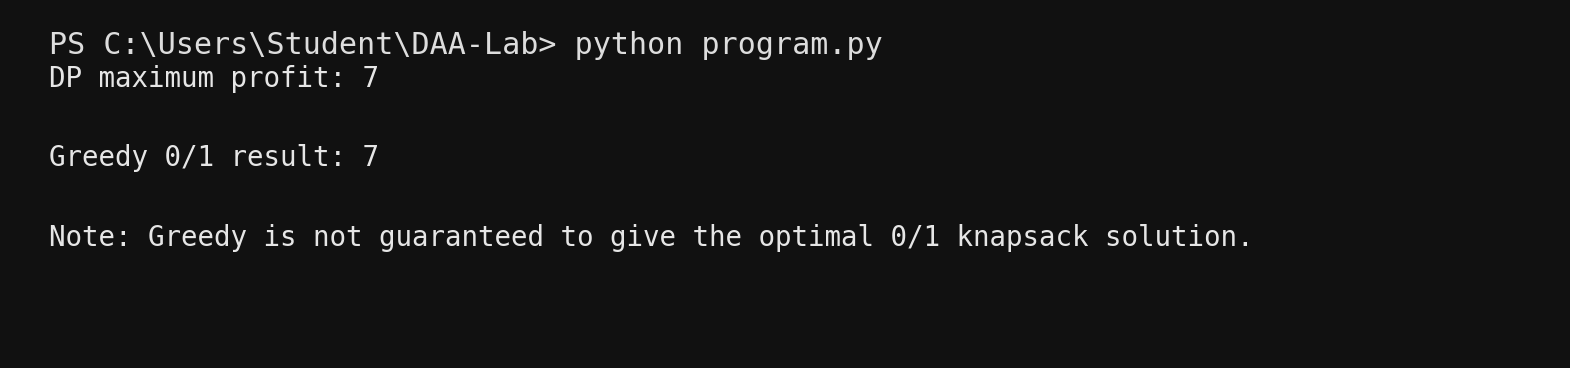 PS C:\Users\Student\DAA-Lab> python program.py
DP maximum profit: 7
Greedy 0/1 result: 7
Note: Greedy is not guaranteed to give the optimal 0/1 knapsack solution.